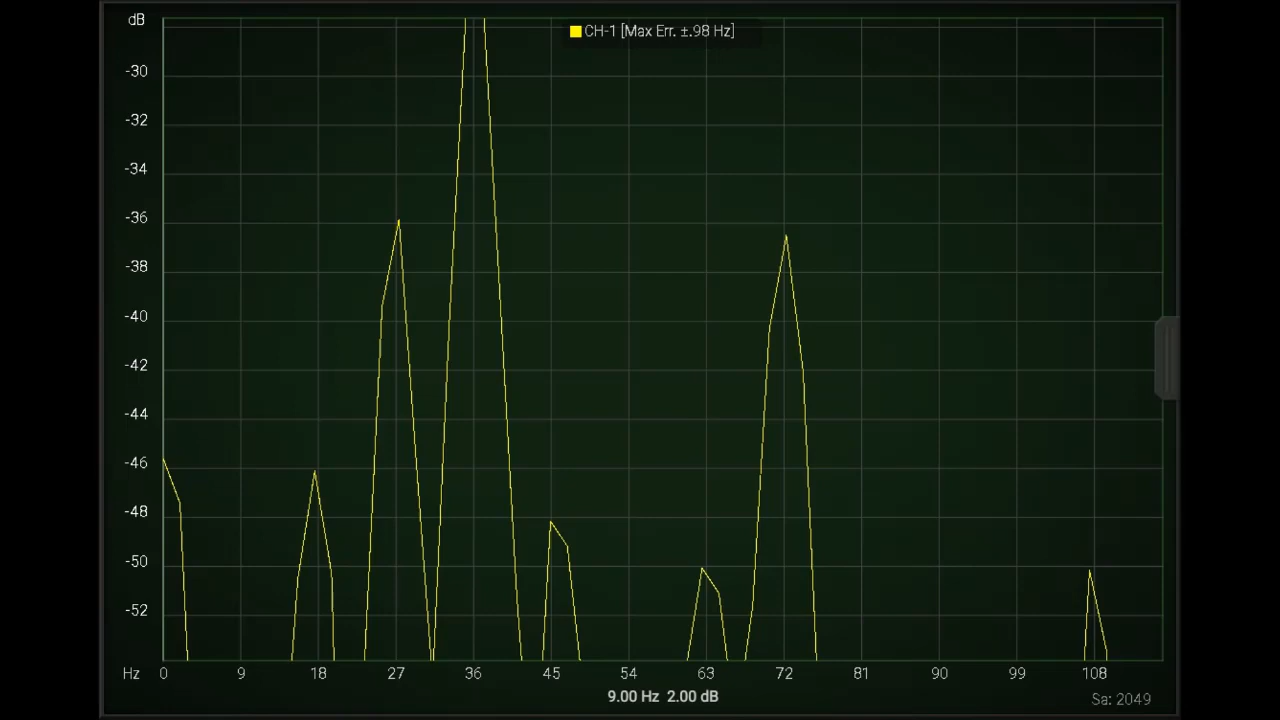 dB
CH-1 [Max Err. ±.98 Hz]
-30
-32
-34
-36
-38
-40
-42
-44
-46
-48
-50
-52
Hz 0 9 18 27 36 45 54 63 72 81 90 99 108
9.00 Hz 2.00 dB
Sa: 2049